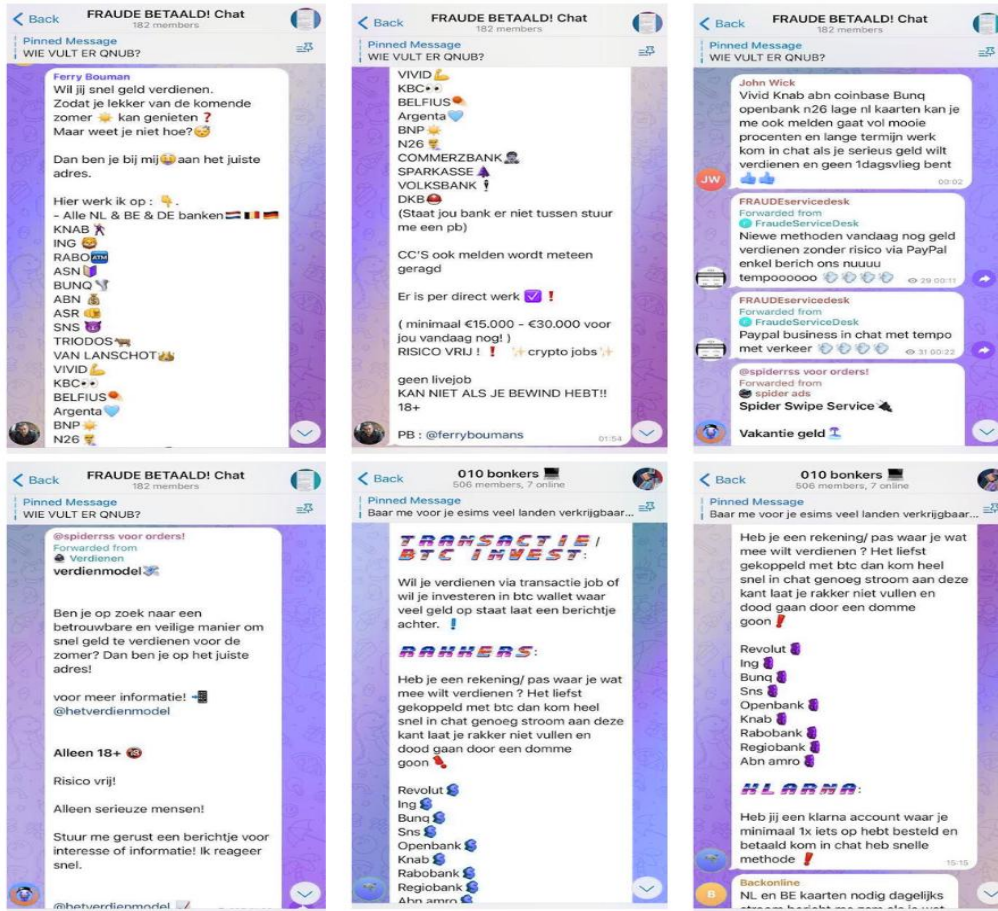 Back
FRAUDE BETAALD! Chat
182 members
Pinned Message
WIE VULT ER QNUB?
Ferry Bouman
Wil jij snel geld verdienen.
Zodat je lekker van de komende
zomer ☀️ kan genieten ❓
Maar weet je niet hoe?😴
Dan ben je bij mij🤑aan het juiste
adres.
Hier werk ik op : 👇.
- Alle NL & BE & DE banken🇳🇱🇧🇪🇩🇪
KNAB
ING 🦁
RABO🏧
ASN
BUNQ
ABN 💰
ASR
SNS 😈
TRIODOS
VAN LANSCHOT
VIVID💪
KBC👀
BELFIUS
Argenta🩵
BNP☀️
N26
Back
FRAUDE BETAALD! Chat
182 members
Pinned Message
WIE VULT ER QNUB?
VIVID💪
KBC👀
BELFIUS
Argenta🩵
BNP☀️
N26
COMMERZBANK
SPARKASSE
VOLKSBANK
DKB
(Staat jou bank er niet tussen stuur
me een pb)
CC'S ook melden wordt meteen
geragd
Er is per direct werk ☑️ ❗
( minimaal €15.000 - €30.000 voor
jou vandaag nog! )
RISICO VRIJ ! ❗ ✨crypto jobs✨
geen livejob
KAN NIET ALS JE BEWIND HEBT!!
18+
PB : @ferryboumans
01:54
Back
FRAUDE BETAALD! Chat
182 members
Pinned Message
WIE VULT ER QNUB?
John Wick
Vivid Knab abn coinbase Bunq
openbank n26 lage nl kaarten kan je
me ook melden gaat vol mooie
procenten en lange termijn werk
kom in chat als je serieus geld wilt
verdienen en geen 1dagsvlieg bent
👍👍
00:02
JW
FRAUDEservicedesk
Forwarded from
FraudeServiceDesk
Niewe methoden vandaag nog geld
verdienen zonder risico via PayPal
enkel berich ons nuuuu
tempooooooo 💨💨💨💨
29 00:11
FRAUDEservicedesk
Forwarded from
FraudeServiceDesk
Paypal business in chat met tempo
met verkeer 💨💨💨💨
31 00:22
@spiderrss voor orders!
Forwarded from
spider ads
Spider Swipe Service 🔌
Vakantie geld 🏝️
Back
FRAUDE BETAALD! Chat
182 members
Pinned Message
WIE VULT ER QNUB?
@spiderrss voor orders!
Forwarded from
Verdienen
verdienmodel💸
Ben je op zoek naar een
betrouwbare en veilige manier om
snel geld te verdienen voor de
zomer? Dan ben je op het juiste
adres!
voor meer informatie! 📲
@hetverdienmodel
Alleen 18+ 🔞
Risico vrij!
Alleen serieuze mensen!
Stuur me gerust een berichtje voor
interesse of informatie! Ik reageer
snel.
@hetverdienmodel 📝
Back
010 bonkers 💻
506 members, 7 online
Pinned Message
Baar me voor je esims veel landen verkrijgbaar...
TRANSACTIE/
BTC INVEST:
Wil je verdienen via transactie job of
wil je investeren in btc wallet waar
veel geld op staat laat een berichtje
achter. ❗
RAKKERS:
Heb je een rekening/ pas waar je wat
mee wilt verdienen ? Het liefst
gekoppeld met btc dan kom heel
snel in chat genoeg stroom aan deze
kant laat je rakker niet vullen en
dood gaan door een domme
goon ❗
Revolut
Ing
Bunq
Sns
Openbank
Knab
Rabobank
Regiobank
Abn amro
Back
010 bonkers 💻
506 members, 7 online
Pinned Message
Baar me voor je esims veel landen verkrijgbaar...
Heb je een rekening/ pas waar je wat
mee wilt verdienen ? Het liefst
gekoppeld met btc dan kom heel
snel in chat genoeg stroom aan deze
kant laat je rakker niet vullen en
dood gaan door een domme
goon ❗
Revolut
Ing
Bunq
Sns
Openbank
Knab
Rabobank
Regiobank
Abn amro
KLARNA:
Heb jij een klarna account waar je
minimaal 1x iets op hebt besteld en
betaald kom in chat heb snelle
methode ❗
15:15
B
Backonline
NL en BE kaarten nodig dagelijks